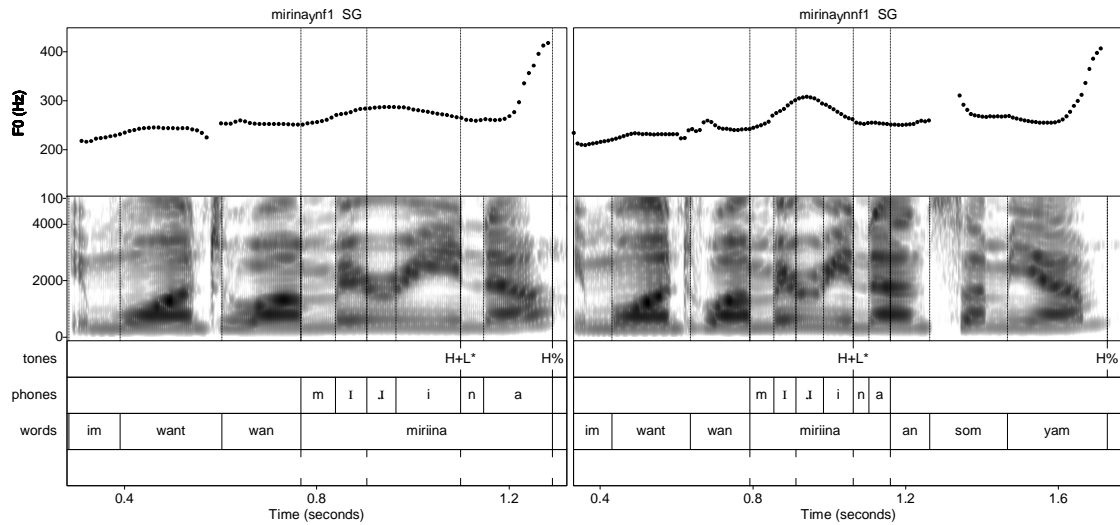 mirinaynf1 SG
mirinaynnf1 SG
F0 (Hz)
400
300
200
100
4000
2000
0
tones H+L* H% H+L* H%
phones m ɪ ɹ i n a m ɪ ɹ i n a
words im want wan miriina im want wan miriina an som yam
0.4 0.8 1.2 0.4 0.8 1.2 1.6
Time (seconds) Time (seconds)